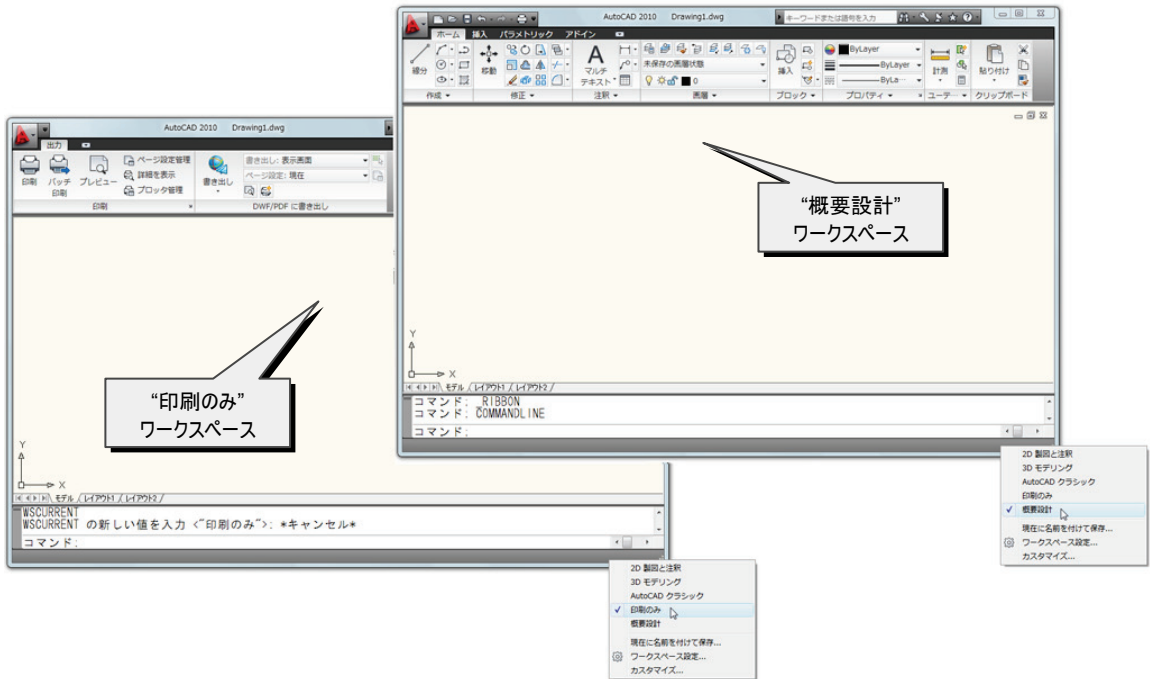 AutoCAD 2010 Drawing1.dwg
キーワードまたは語句を入力
ホーム 挿入 パラメトリック アドイン
線分
移動
A
マルチ
テキスト
未保存の画層状態
0
挿入
ByLayer
ByLayer
ByLa…
計測
貼り付け
作成 修正 注釈 画層 ブロック プロパティ ユーテ… クリップボード
“概要設計”
ワークスペース
Y
X
モデル レイアウト1 レイアウト2
コマンド: _RIBBON
コマンド: COMMANDLINE
コマンド:
2D 製図と注釈
3D モデリング
AutoCAD クラシック
印刷のみ
✓ 概要設計
現在に名前を付けて保存...
ワークスペース設定...
カスタマイズ...
AutoCAD 2010 Drawing1.dwg
出力
印刷
バッチ
印刷
プレビュー
ページ設定管理
詳細を表示
プロッタ管理
書き出し
書き出し: 表示画面
ページ設定: 現在
印刷 DWF/PDF に書き出し
“印刷のみ”
ワークスペース
Y
X
モデル レイアウト1 レイアウト2
WSCURRENT
WSCURRENT の新しい値を入力 <"印刷のみ">: *キャンセル*
コマンド:
2D 製図と注釈
3D モデリング
AutoCAD クラシック
✓ 印刷のみ
概要設計
現在に名前を付けて保存...
ワークスペース設定...
カスタマイズ...